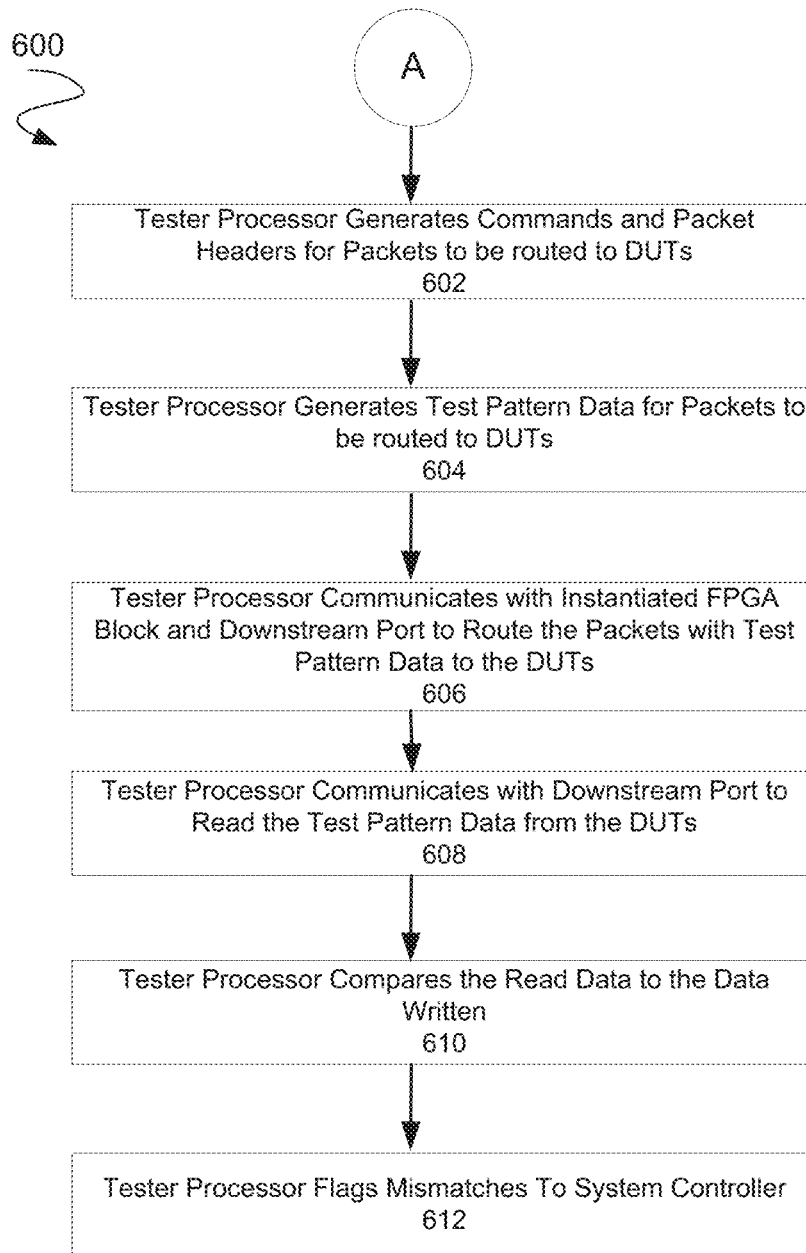 600
A
Tester Processor Generates Commands and Packet
Headers for Packets to be routed to DUTs
602
Tester Processor Generates Test Pattern Data for Packets to
be routed to DUTs
604
Tester Processor Communicates with Instantiated FPGA
Block and Downstream Port to Route the Packets with Test
Pattern Data to the DUTs
606
Tester Processor Communicates with Downstream Port to
Read the Test Pattern Data from the DUTs
608
Tester Processor Compares the Read Data to the Data
Written
610
Tester Processor Flags Mismatches To System Controller
612